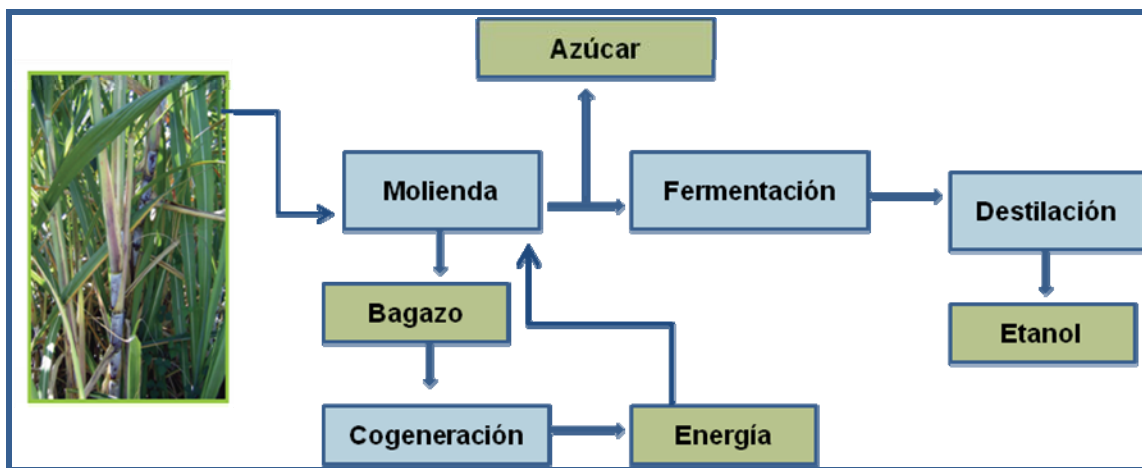 Azúcar
Molienda
Fermentación
Destilación
Bagazo
Etanol
Cogeneración
Energía